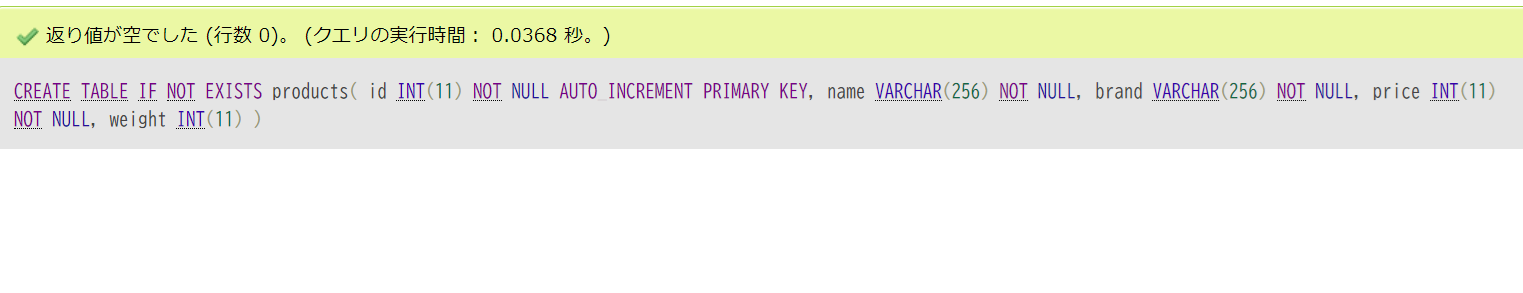 返り値が空でした (行数 0)。 (クエリの実行時間： 0.0368 秒。)
CREATE TABLE IF NOT EXISTS products( id INT(11) NOT NULL AUTO_INCREMENT PRIMARY KEY, name VARCHAR(256) NOT NULL, brand VARCHAR(256) NOT NULL, price INT(11)
NOT NULL, weight INT(11) )